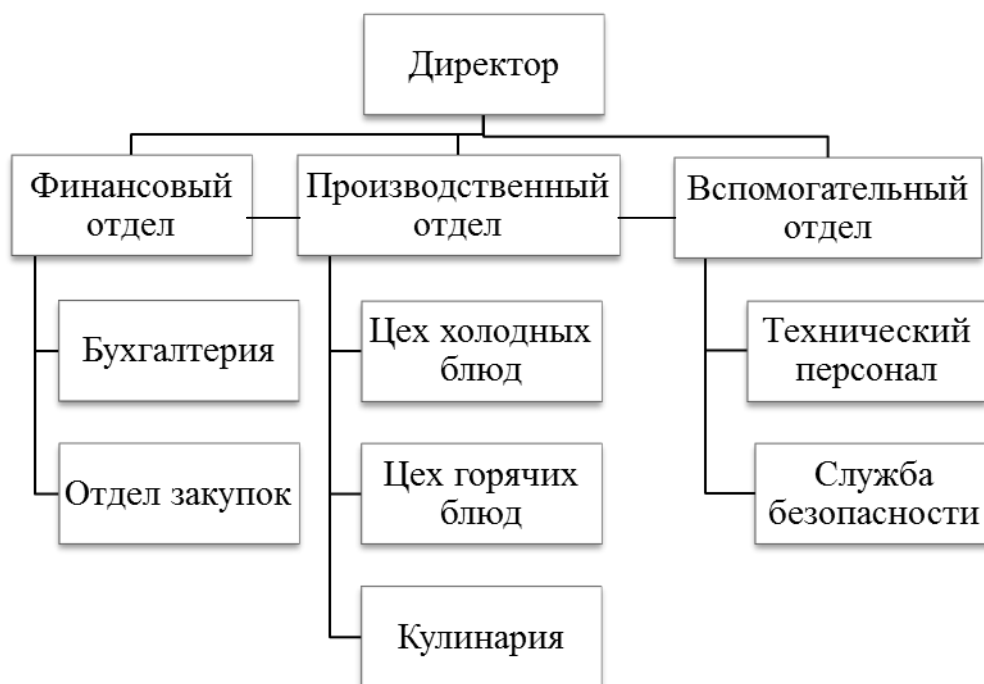 Директор
Финансовый
отдел
Производственный
отдел
Вспомогательный
отдел
Бухгалтерия
Отдел закупок
Цех холодных
блюд
Цех горячих
блюд
Кулинария
Технический
персонал
Служба
безопасности